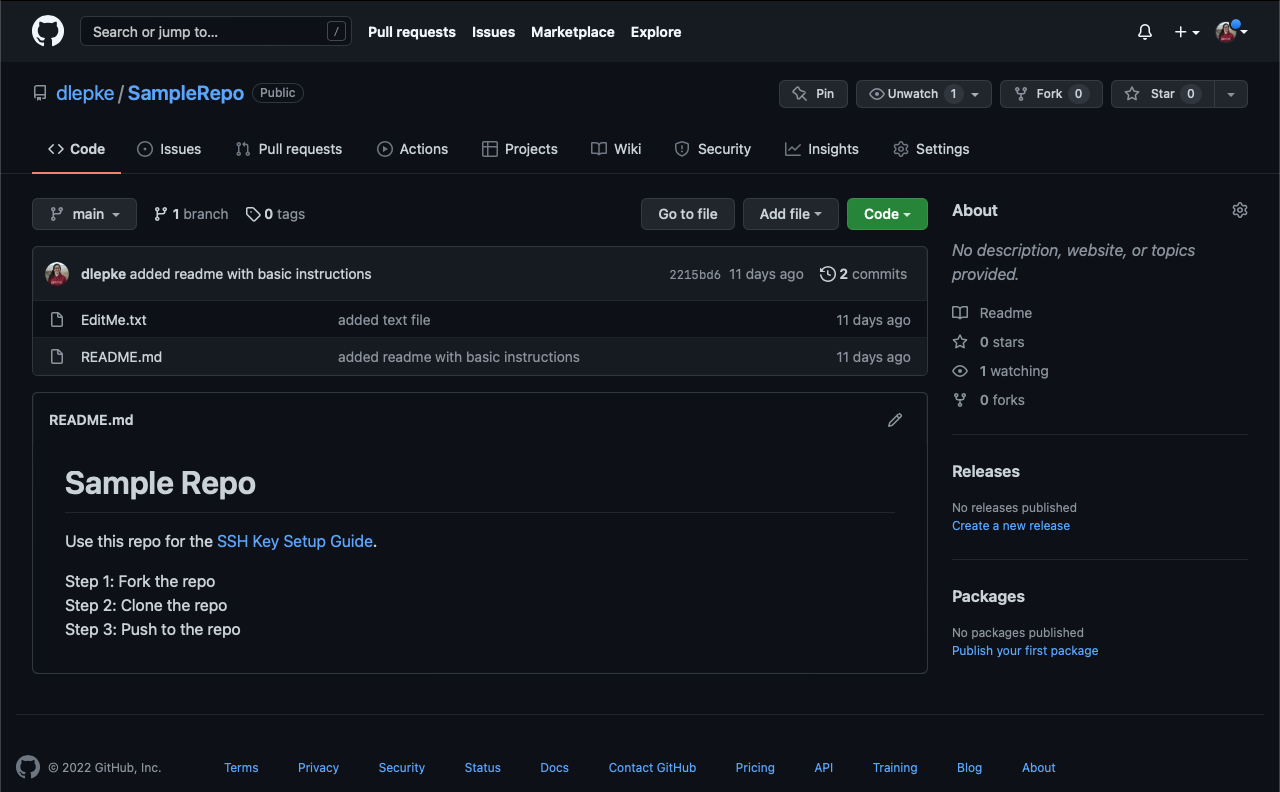 Search or jump to... /
Pull requests Issues Marketplace Explore
dlepke / SampleRepo Public
Pin Unwatch 1 Fork 0 Star 0
Code Issues Pull requests Actions Projects Wiki Security Insights Settings
main 1 branch 0 tags
Go to file Add file Code
dlepke added readme with basic instructions 2215bd6 11 days ago 2 commits
EditMe.txt added text file 11 days ago
README.md added readme with basic instructions 11 days ago
README.md
Sample Repo
Use this repo for the SSH Key Setup Guide.
Step 1: Fork the repo
Step 2: Clone the repo
Step 3: Push to the repo
About
No description, website, or topics
provided.
Readme
0 stars
1 watching
0 forks
Releases
No releases published
Create a new release
Packages
No packages published
Publish your first package
© 2022 GitHub, Inc. Terms Privacy Security Status Docs Contact GitHub Pricing API Training Blog About